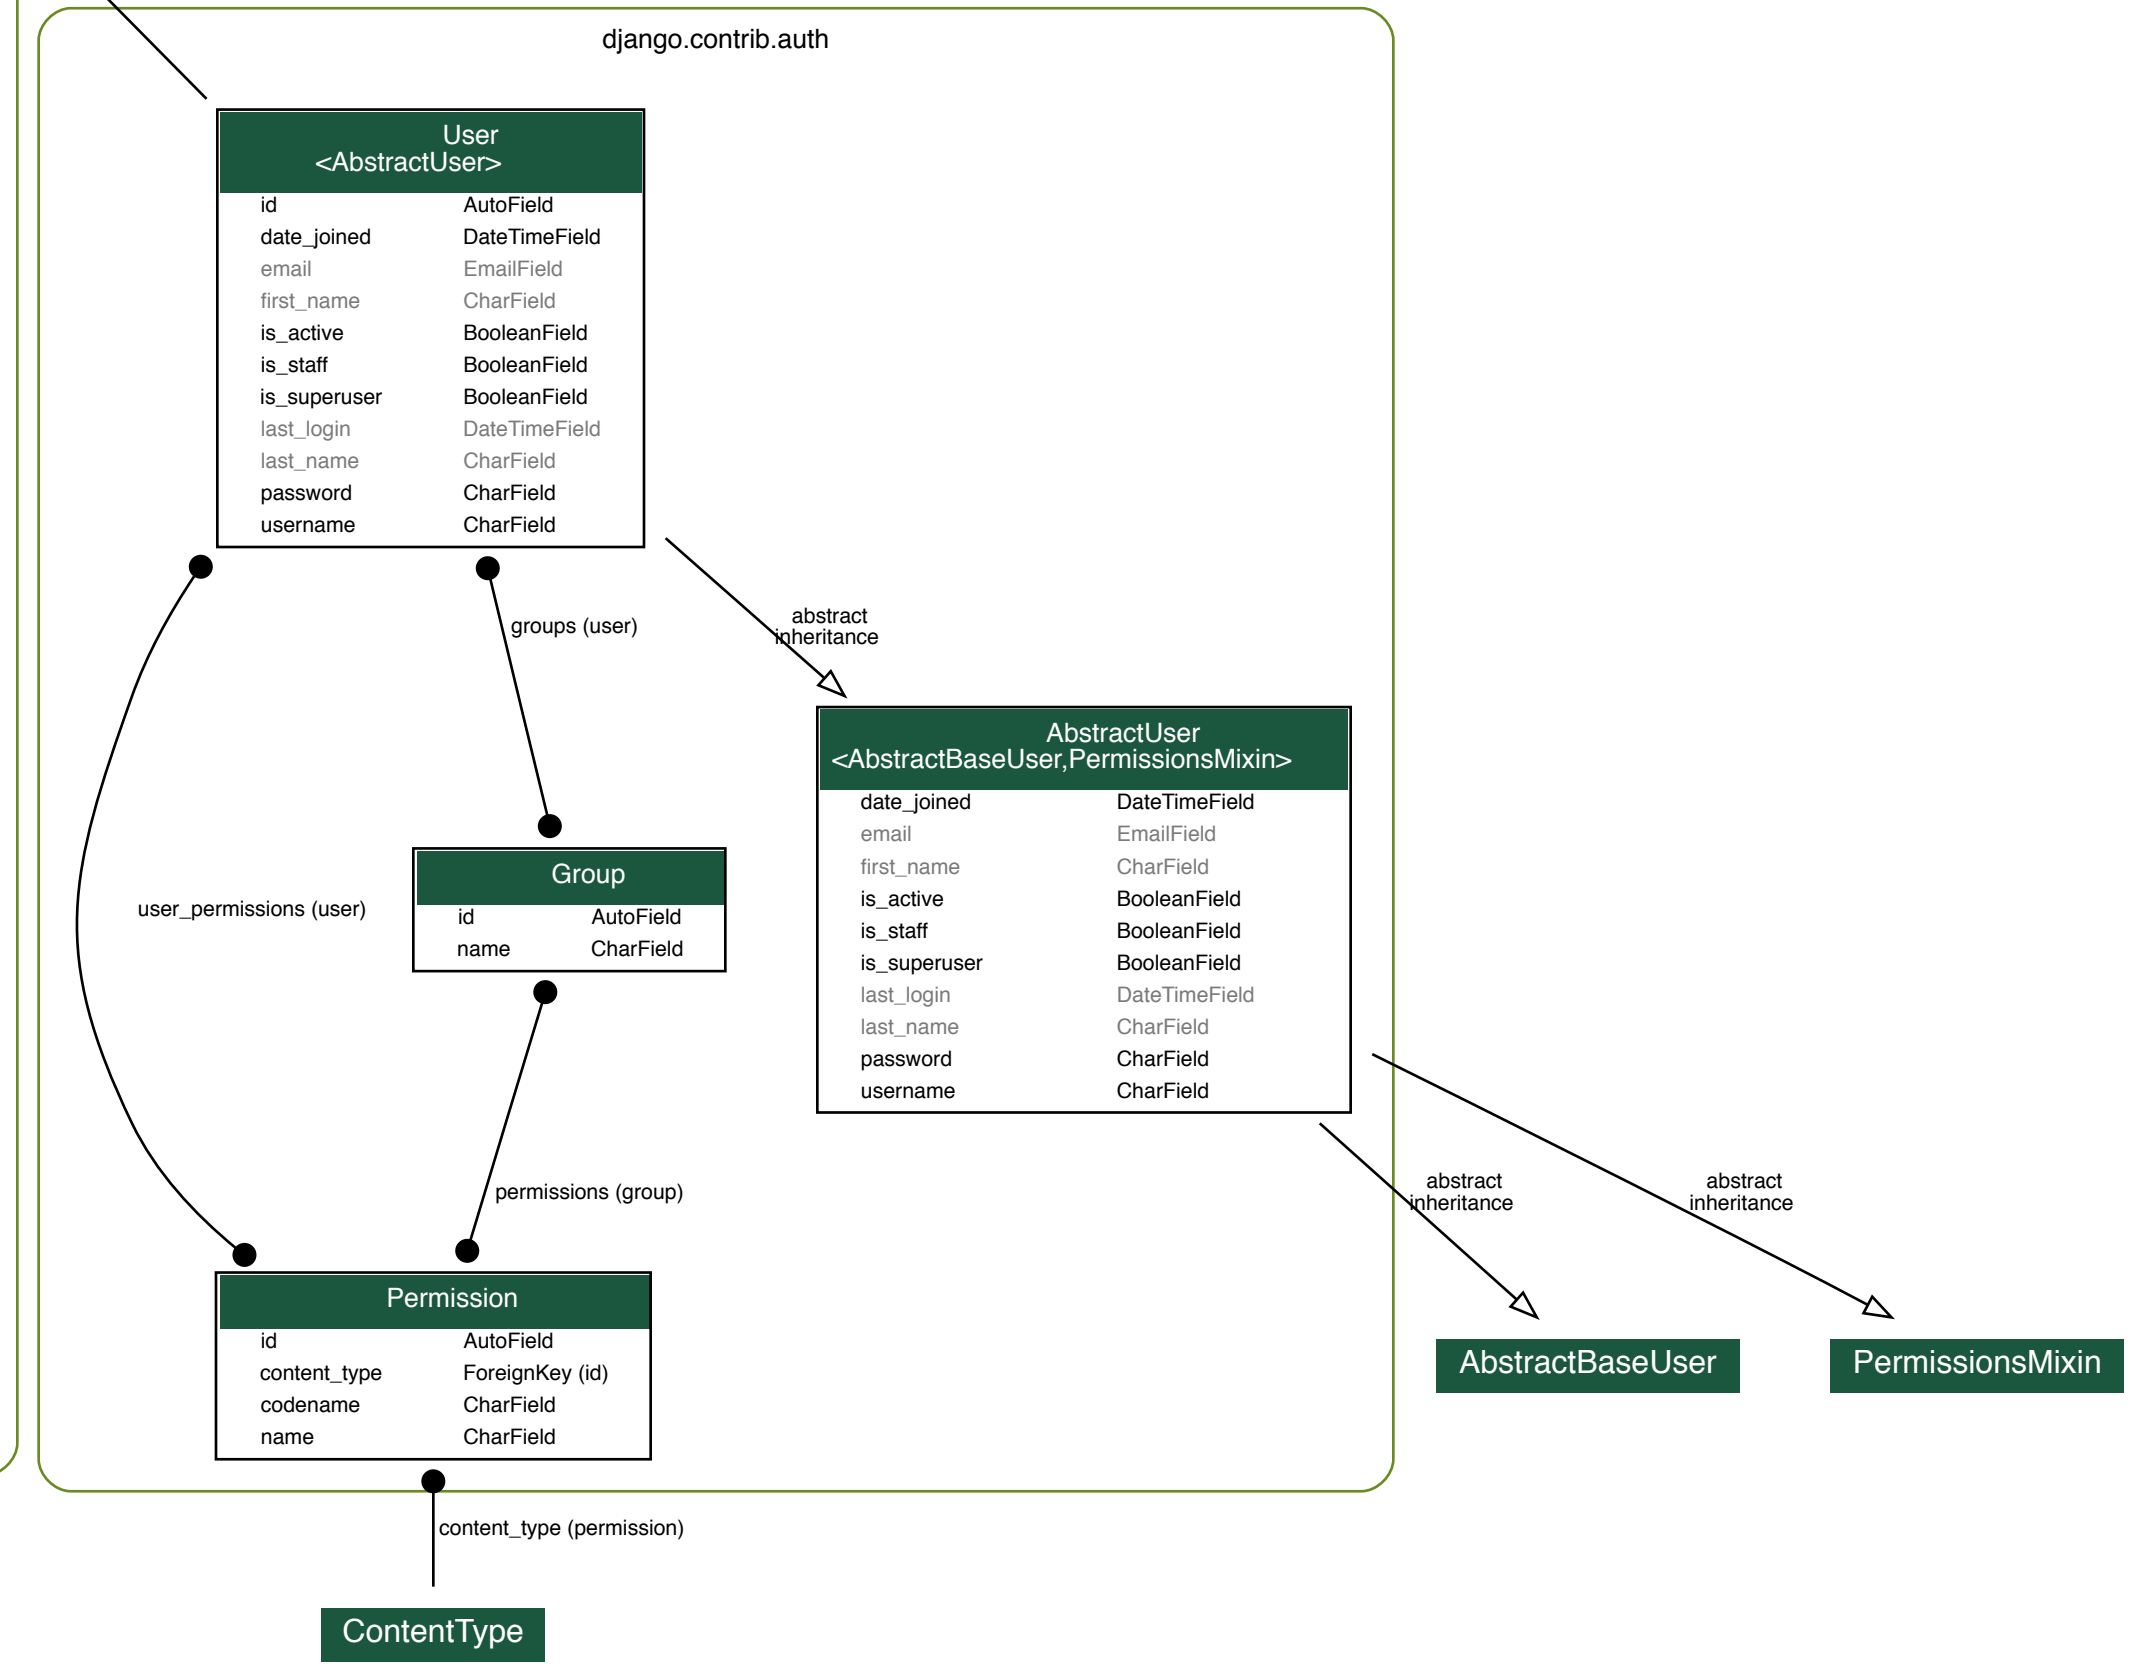 django.contrib.auth
User
<AbstractUser>
id AutoField
date_joined DateTimeField
email EmailField
first_name CharField
is_active BooleanField
is_staff BooleanField
is_superuser BooleanField
last_login DateTimeField
last_name CharField
password CharField
username CharField
groups (user)
abstract
inheritance
AbstractUser
<AbstractBaseUser,PermissionsMixin>
date_joined DateTimeField
email EmailField
first_name CharField
is_active BooleanField
is_staff BooleanField
is_superuser BooleanField
last_login DateTimeField
last_name CharField
password CharField
username CharField
Group
id AutoField
name CharField
user_permissions (user)
permissions (group)
abstract
inheritance
abstract
inheritance
Permission
id AutoField
content_type ForeignKey (id)
codename CharField
name CharField
AbstractBaseUser
PermissionsMixin
content_type (permission)
ContentType